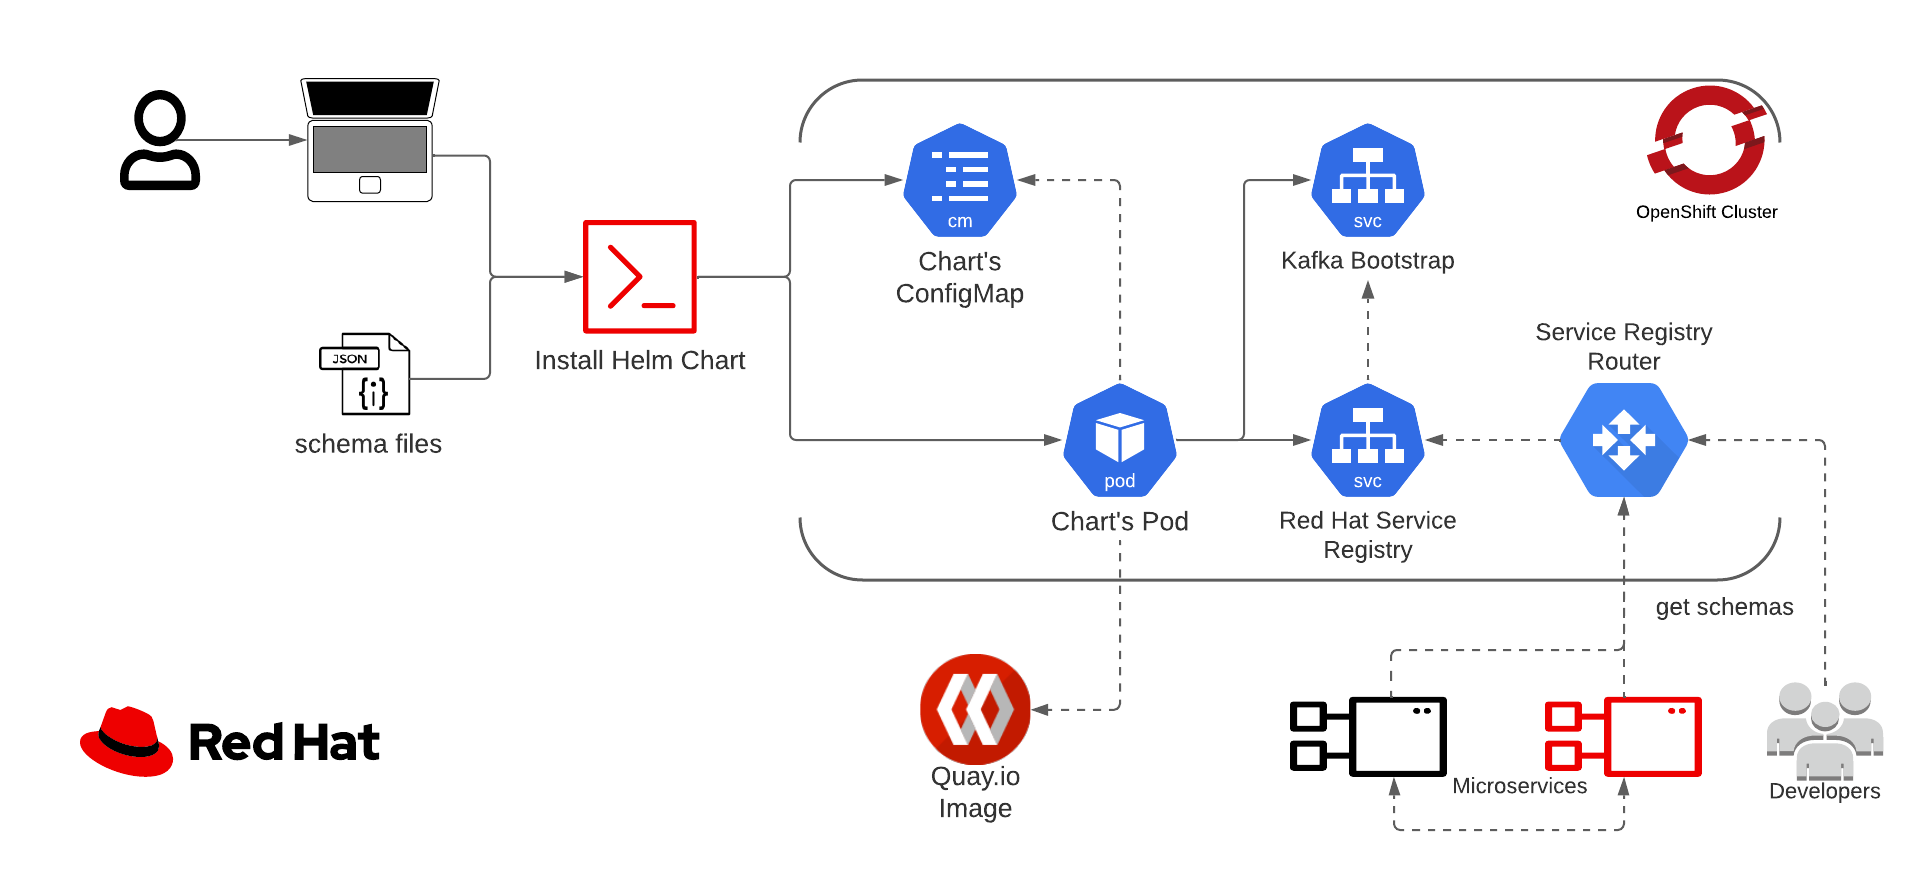 JSON
{i}
schema files
Install Helm Chart
cm
Chart's
ConfigMap
svc
Kafka Bootstrap
OpenShift Cluster
Service Registry
Router
pod
Chart's Pod
svc
Red Hat Service
Registry
get schemas
Quay.io
Image
Microservices
Developers
Red Hat